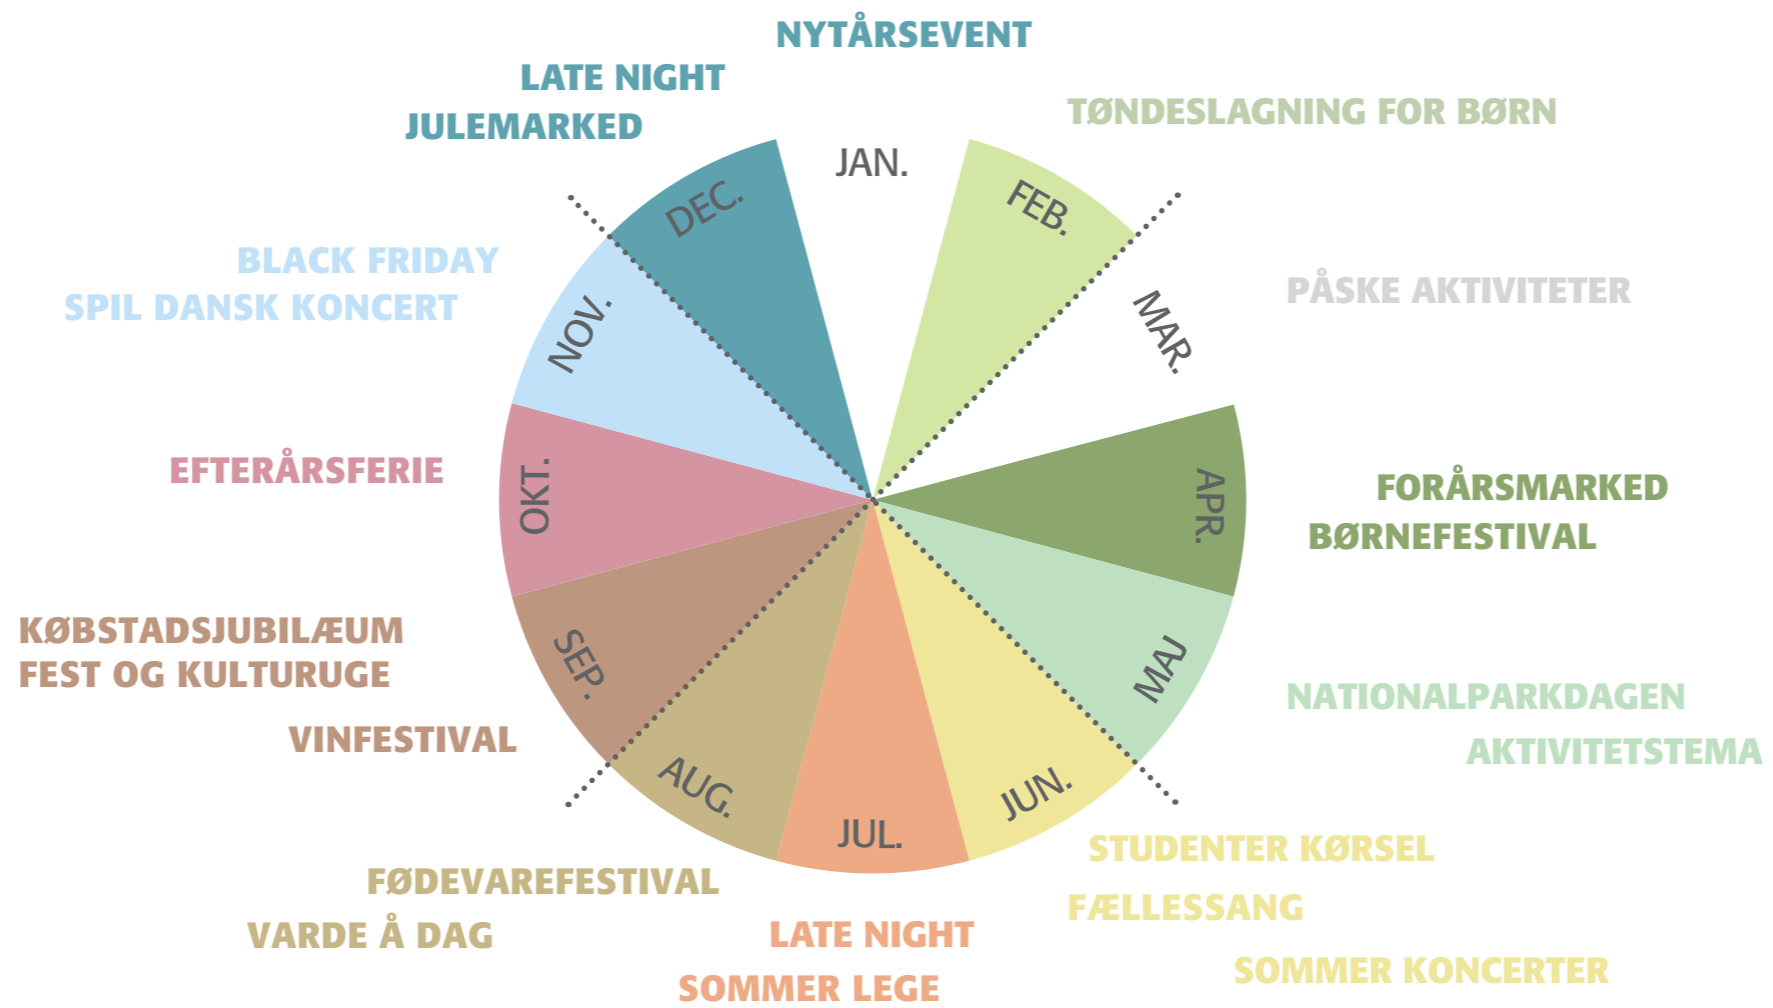 NYTÅRSEVENT
LATE NIGHT
JULEMARKED
TØNDESLAGNING FOR BØRN
JAN.
FEB.
DEC.
BLACK FRIDAY
SPIL DANSK KONCERT
NOV.
MAR.
PÅSKE AKTIVITETER
EFTERÅRSFERIE
OKT.
APR.
FORÅRSMARKED
BØRNEFESTIVAL
KØBSTADSJUBILÆUM
FEST OG KULTURUGE
VINFESTIVAL
SEP.
MAJ
NATIONALPARKDAGEN
AKTIVITETSTEMA
AUG.
JUL.
JUN.
STUDENTER KØRSEL
FÆLLESSANG
SOMMER KONCERTER
FØDEVAREFESTIVAL
VARDE Å DAG
LATE NIGHT
SOMMER LEGE